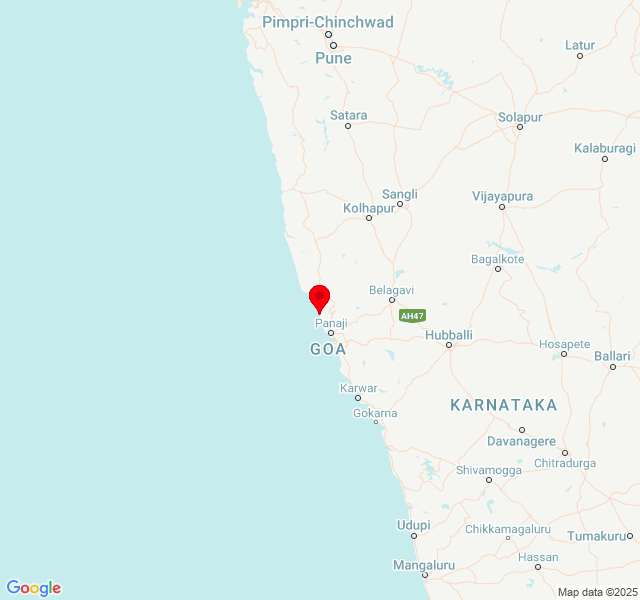 Pimpri-Chinchwad
Pune
Latur
Satara
Solapur
Kalaburagi
Sangli
Kolhapur
Vijayapura
Bagalkote
Belagavi
AH47
Panaji
GOA
Hubballi
Hosapete
Ballari
Karwar
Gokarna
KARNATAKA
Davanagere
Chitradurga
Shivamogga
Udupi
Chikkamagaluru
Tumakuru
Hassan
Mangaluru
Google
Map data ©2025